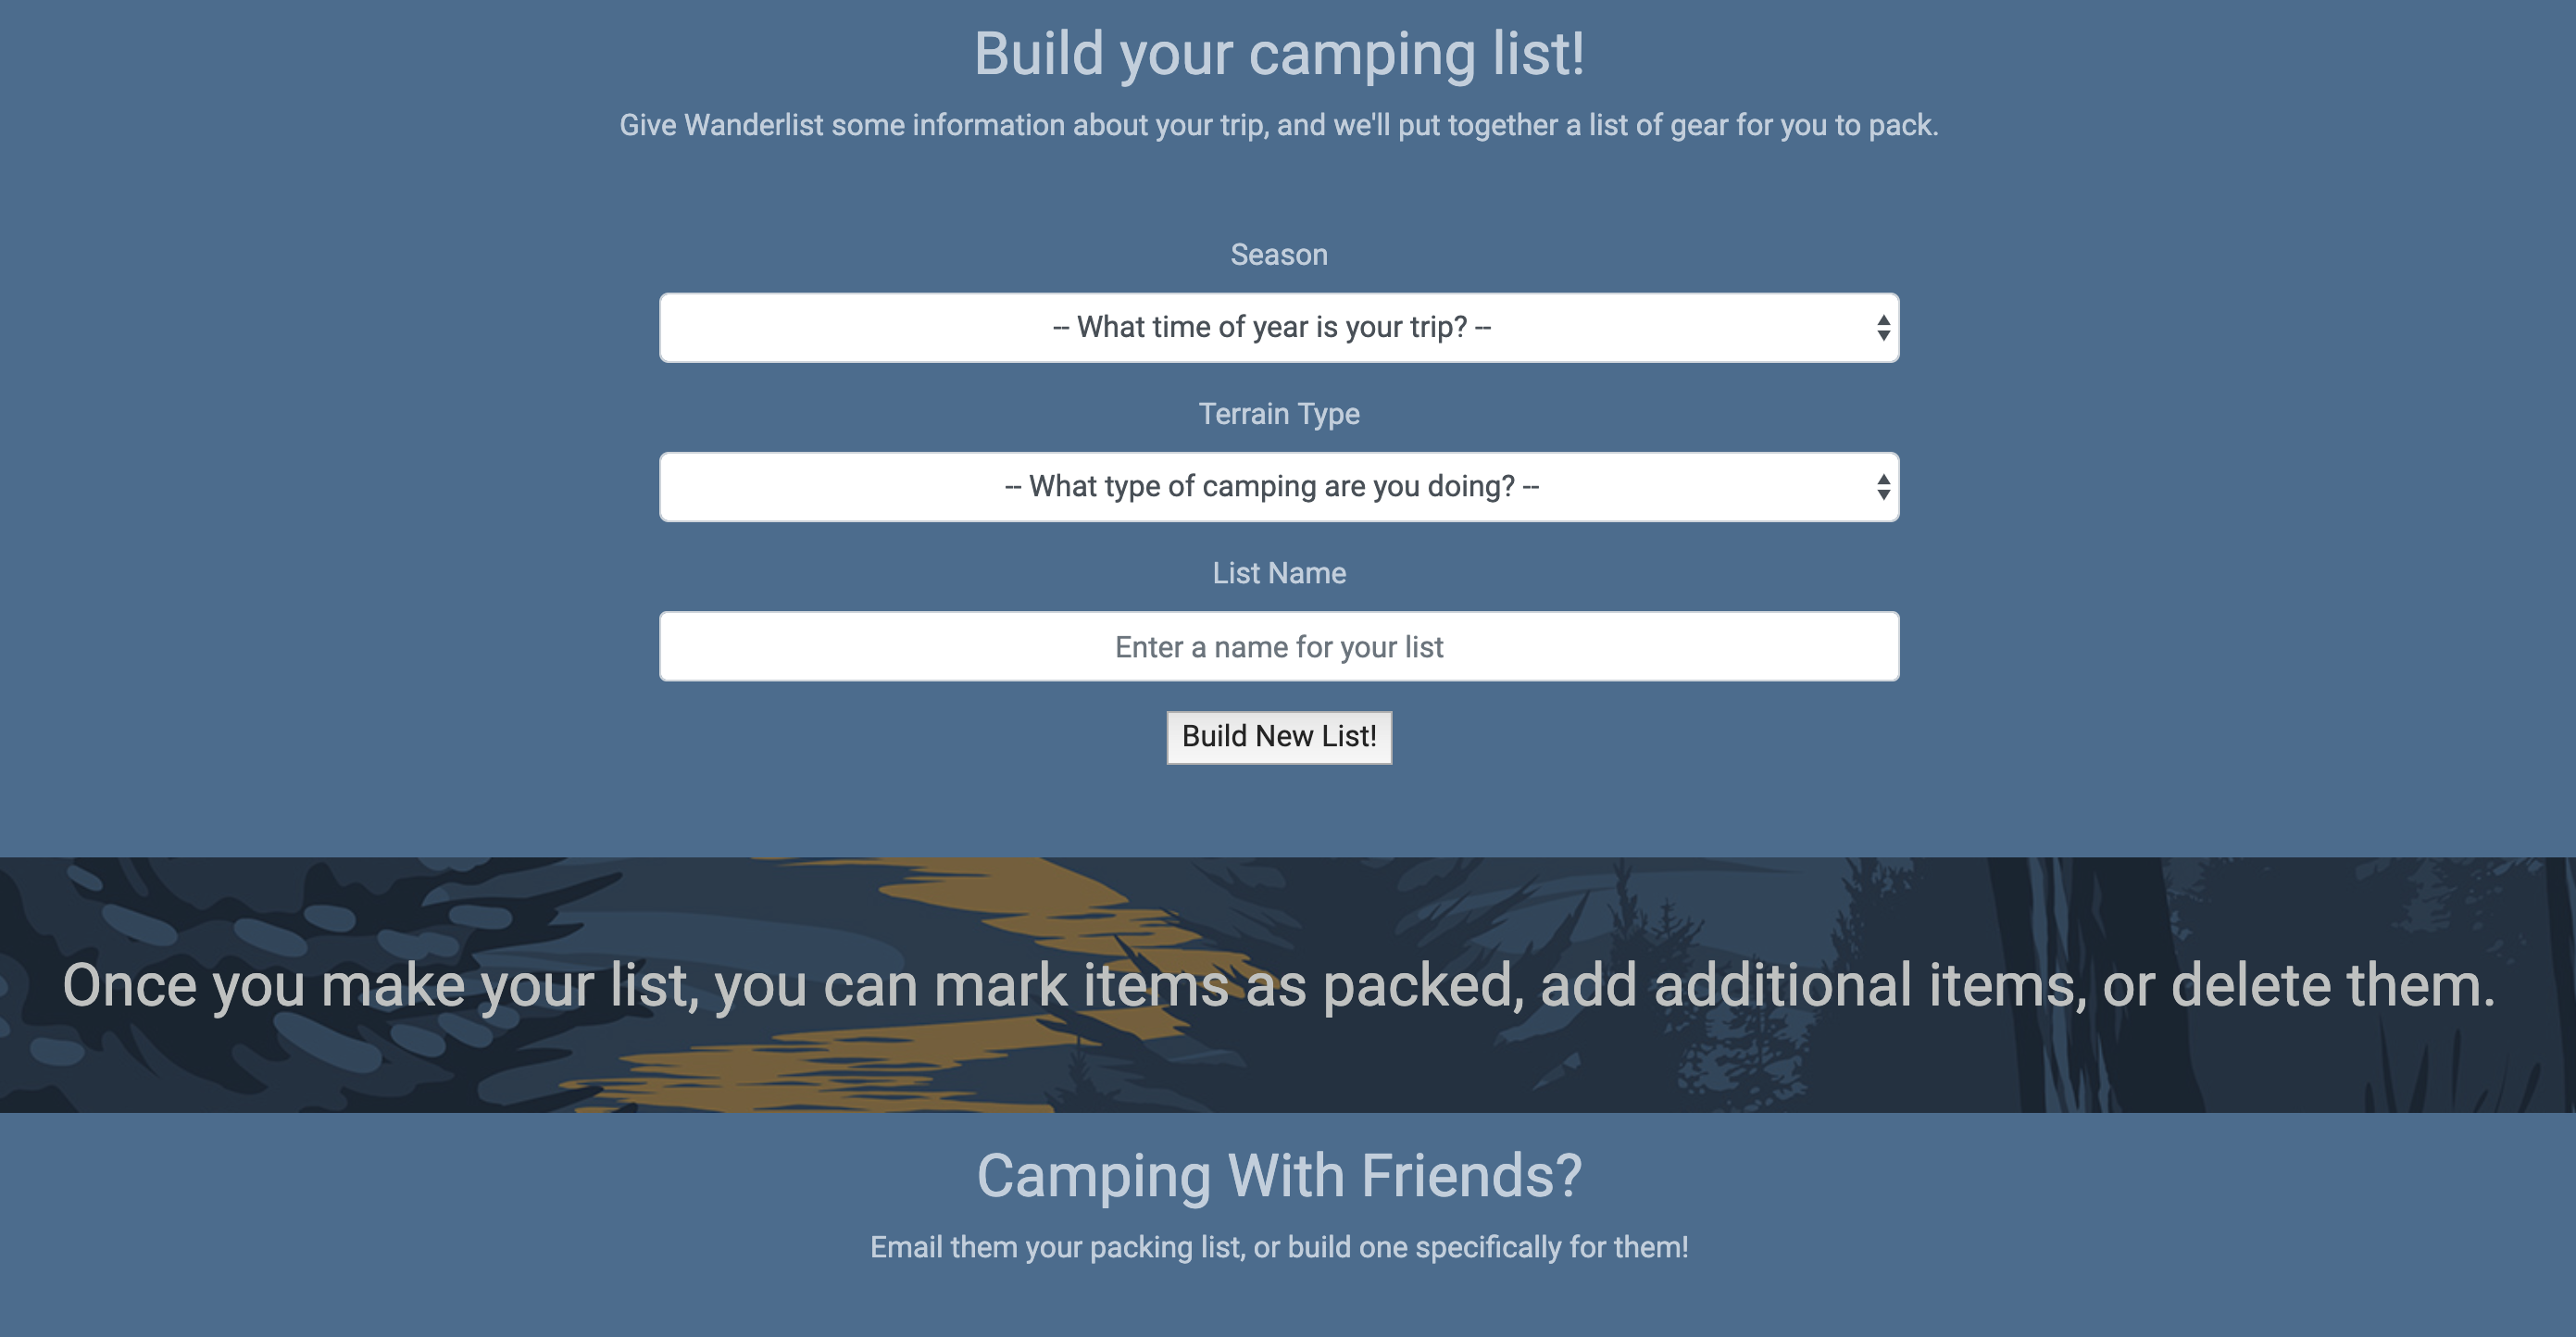 Build your camping list!
Give Wanderlist some information about your trip, and we'll put together a list of gear for you to pack.
Season
-- What time of year is your trip? --
Terrain Type
-- What type of camping are you doing? --
List Name
Enter a name for your list
Build New List!
Once you make your list, you can mark items as packed, add additional items, or delete them.
Camping With Friends?
Email them your packing list, or build one specifically for them!